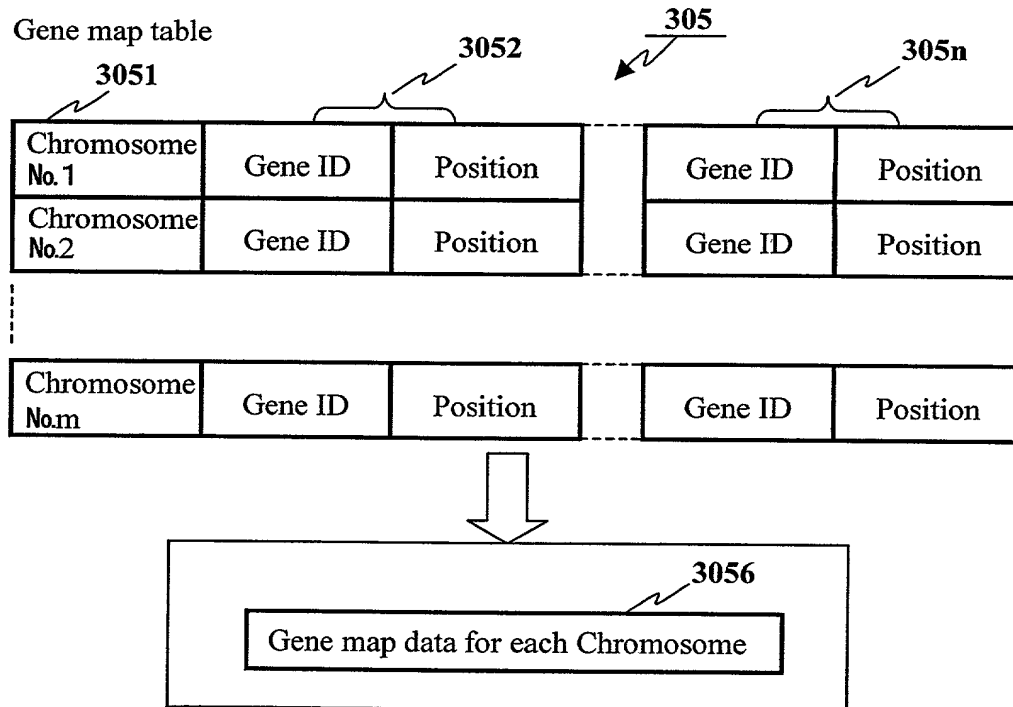 Gene map table
305
3051
3052
305n
Chromosome No.1 Gene ID Position Gene ID Position
Chromosome No.2 Gene ID Position Gene ID Position
Chromosome No.m Gene ID Position Gene ID Position
3056
Gene map data for each Chromosome